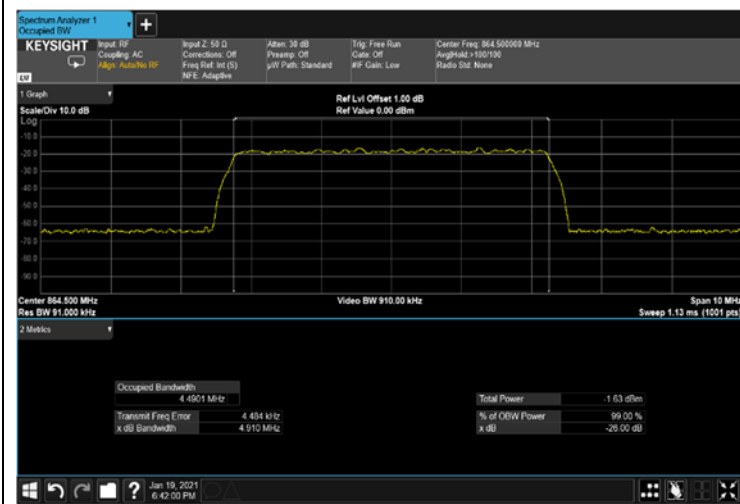 Spectrum Analyzer 1
Occupied BW
KEYSIGHT
Input: RF
Coupling: AC
Align: Auto/No RF
Input Z: 50 Ω
Corrections: Off
Freq Ref: Int (S)
NFE: Adaptive
Atten: 30 dB
Preamp: Off
µW Path: Standard
Trig: Free Run
Gate: Off
#IF Gain: Low
Center Freq: 864.500000 MHz
Avg|Hold:>100/100
Radio Std: None
1 Graph
Scale/Div 10.0 dB
Ref Lvl Offset 1.00 dB
Ref Value 0.00 dBm
Log
-10.0
-20.0
-30.0
-40.0
-50.0
-60.0
-70.0
-80.0
-90.0
Center 864.500 MHz
Res BW 91.000 kHz
Video BW 910.00 kHz
Span 10 MHz
Sweep 1.13 ms (1001 pts)
2 Metrics
Occupied Bandwidth
4.4901 MHz
Transmit Freq Error 4.484 kHz
x dB Bandwidth 4.910 MHz
Total Power -1.63 dBm
% of OBW Power 99.00 %
x dB -26.00 dB
?
Jan 19, 2021
6:42:00 PM